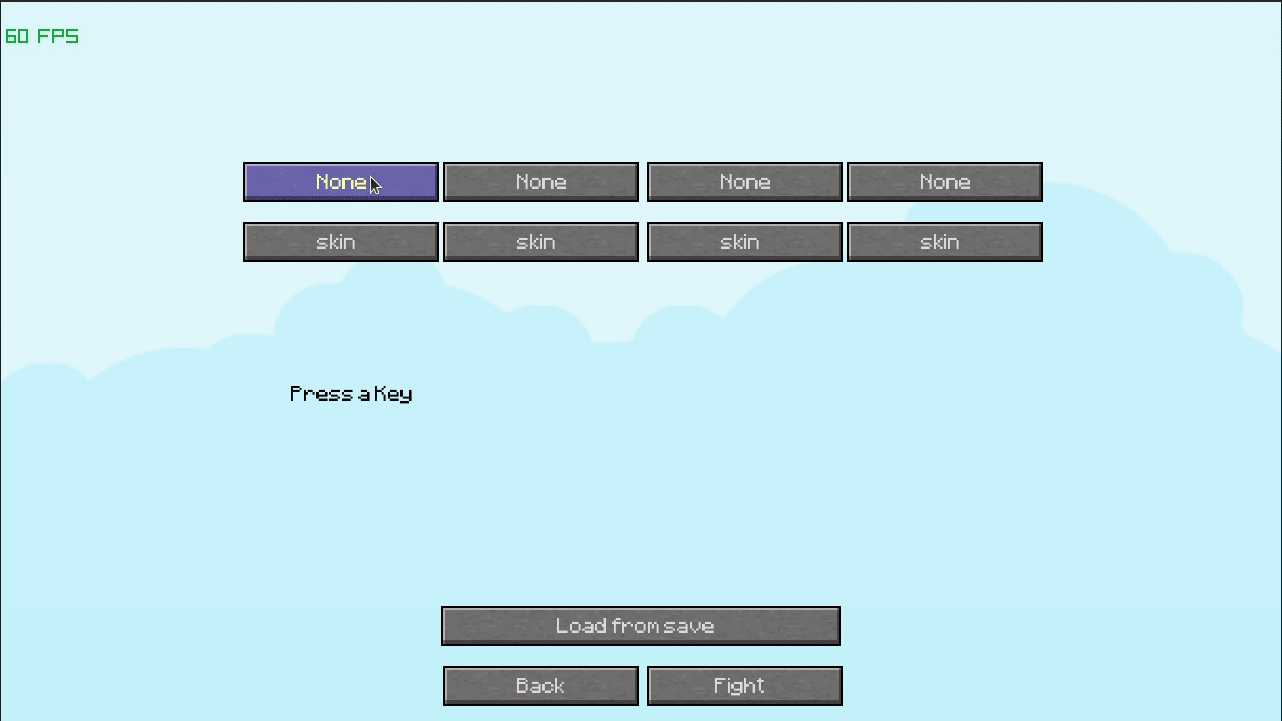 60 FPS
None None None None
skin skin skin skin
Press a Key
Load from save
Back Fight